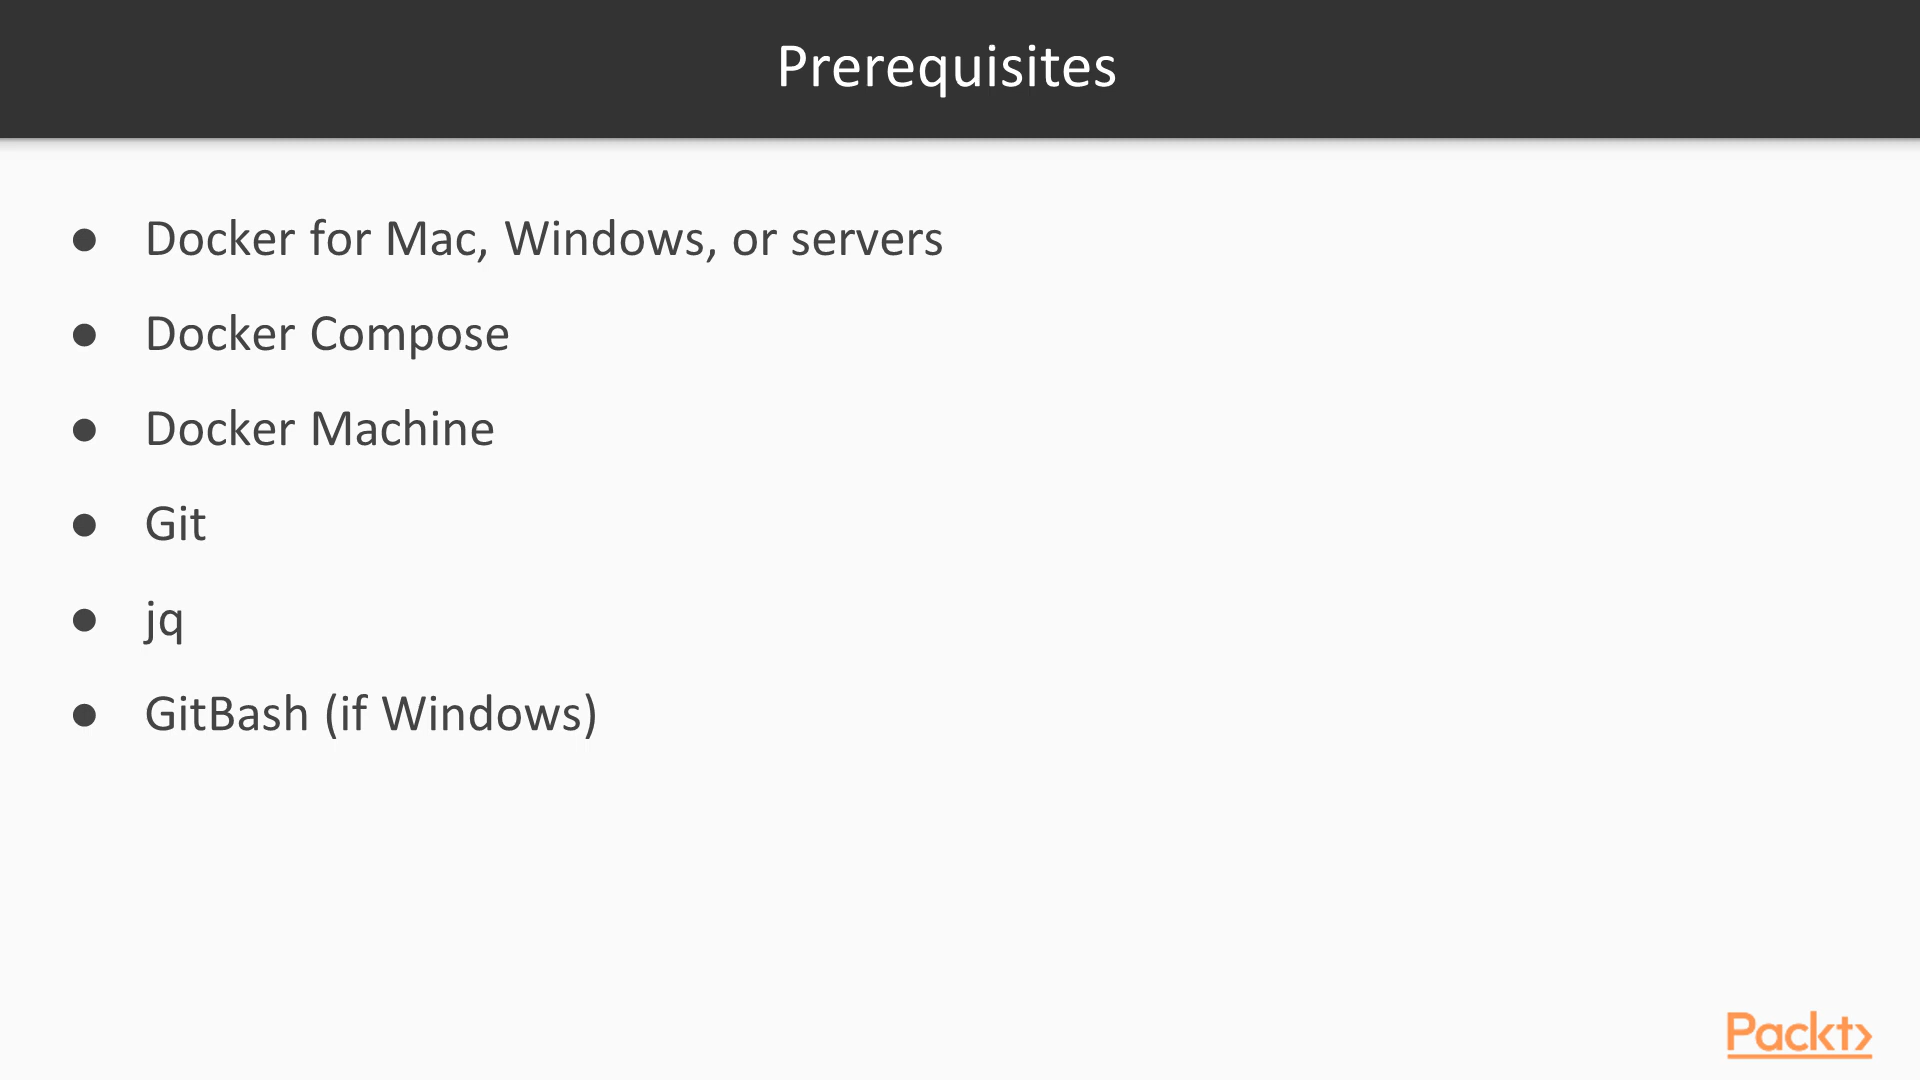 Prerequisites
● Docker for Mac, Windows, or servers
● Docker Compose
● Docker Machine
● Git
● jq
● GitBash (if Windows)
Packt>